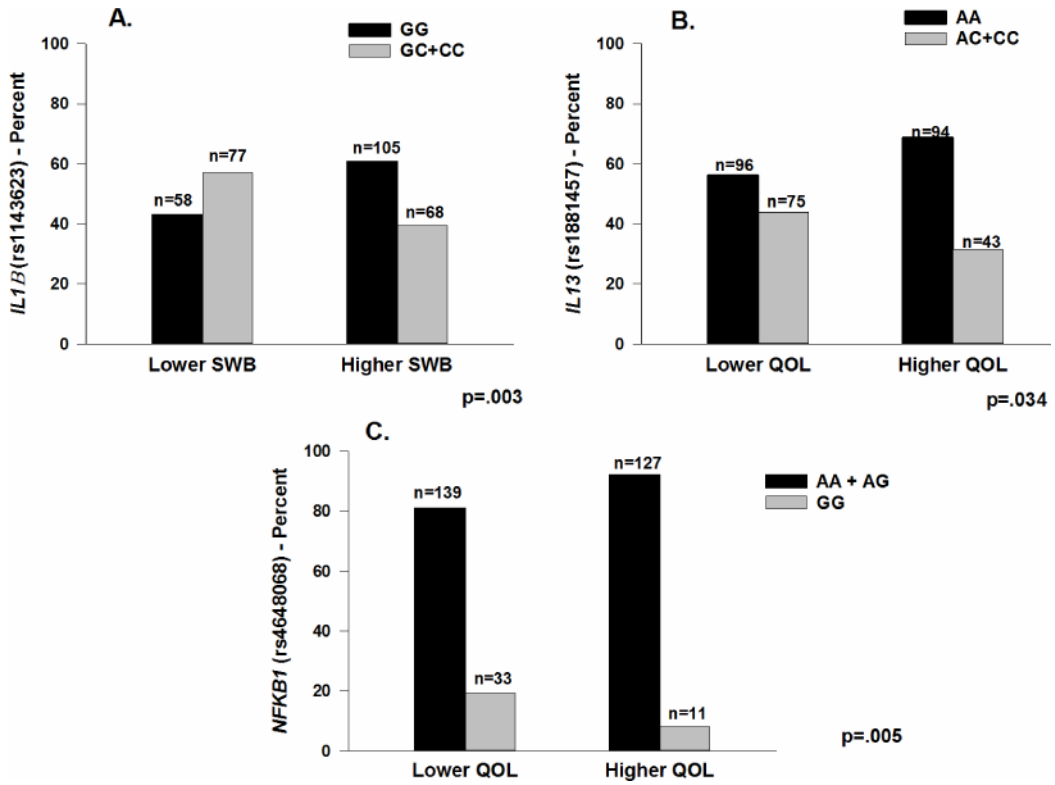 A.
GG
GC+CC
IL1B (rs1143623) - Percent
100
80
60
40
20
0
n=58
n=77
n=105
n=68
Lower SWB
Higher SWB
p=.003
B.
AA
AC+CC
IL13 (rs1881457) - Percent
100
80
60
40
20
0
n=96
n=75
n=94
n=43
Lower QOL
Higher QOL
p=.034
C.
AA + AG
GG
NFKB1 (rs4648068) - Percent
100
80
60
40
20
0
n=139
n=33
n=127
n=11
Lower QOL
Higher QOL
p=.005